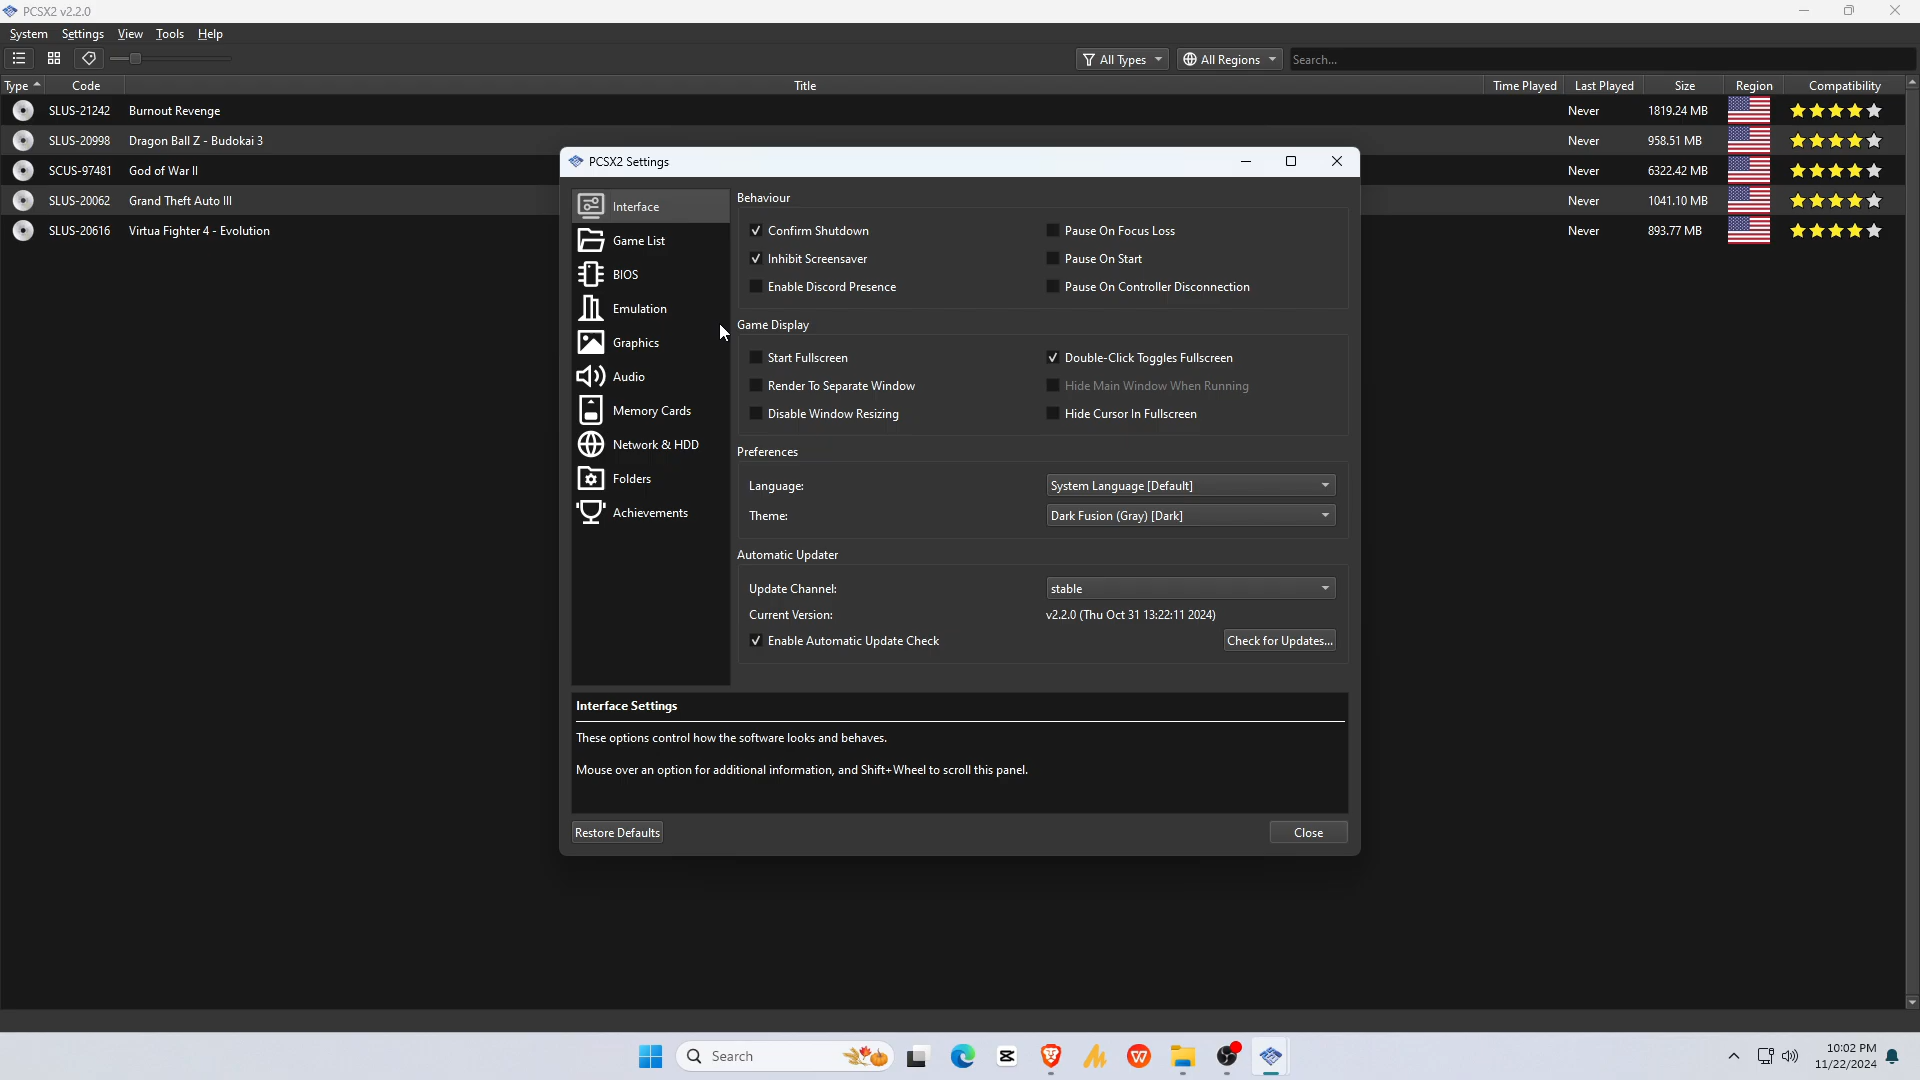 PCSX2 v2.2.0
System Settings View Tools Help
All Types All Regions Search...
Type Code Title Time Played Last Played Size Region Compatibility
SLUS-21242 Burnout Revenge Never 1819.24 MB
SLUS-20998 Dragon Ball Z - Budokai 3 Never 958.51 MB
SCUS-97481 God of War II Never 6322.42 MB
SLUS-20062 Grand Theft Auto III Never 1041.10 MB
SLUS-20616 Virtua Fighter 4 - Evolution Never 893.77 MB
PCSX2 Settings
Interface
Game List
BIOS
Emulation
Graphics
Audio
Memory Cards
Network & HDD
Folders
Achievements
Behaviour
Confirm Shutdown Pause On Focus Loss
Inhibit Screensaver Pause On Start
Enable Discord Presence Pause On Controller Disconnection
Game Display
Start Fullscreen Double-Click Toggles Fullscreen
Render To Separate Window Hide Main Window When Running
Disable Window Resizing Hide Cursor In Fullscreen
Preferences
Language: System Language [Default]
Theme: Dark Fusion (Gray) [Dark]
Automatic Updater
Update Channel: stable
Current Version: v2.2.0 (Thu Oct 31 13:22:11 2024)
Enable Automatic Update Check Check for Updates...
Interface Settings
These options control how the software looks and behaves.
Mouse over an option for additional information, and Shift+Wheel to scroll this panel.
Restore Defaults Close
Search
10:02 PM
11/22/2024